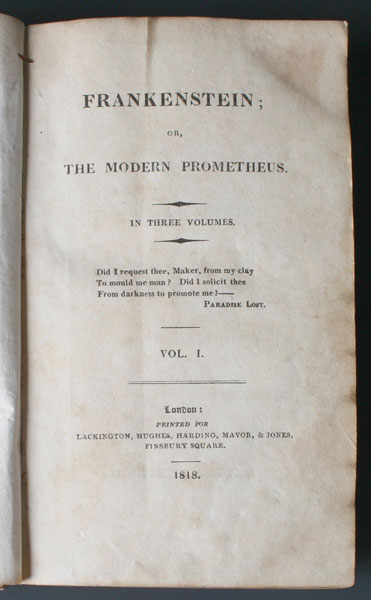 FRANKENSTEIN;
OR,
THE MODERN PROMETHEUS.
IN THREE VOLUMES.
Did I request thee, Maker, from my clay
To mould me man? Did I solicit thee
From darkness to promote me?——
PARADISE LOST.
VOL. I.
London:
PRINTED FOR
LACKINGTON, HUGHES, HARDING, MAVOR, & JONES,
FINSBURY SQUARE.
1818.